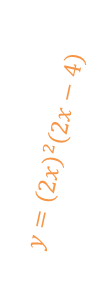 y = (2x)²(2x − 4)